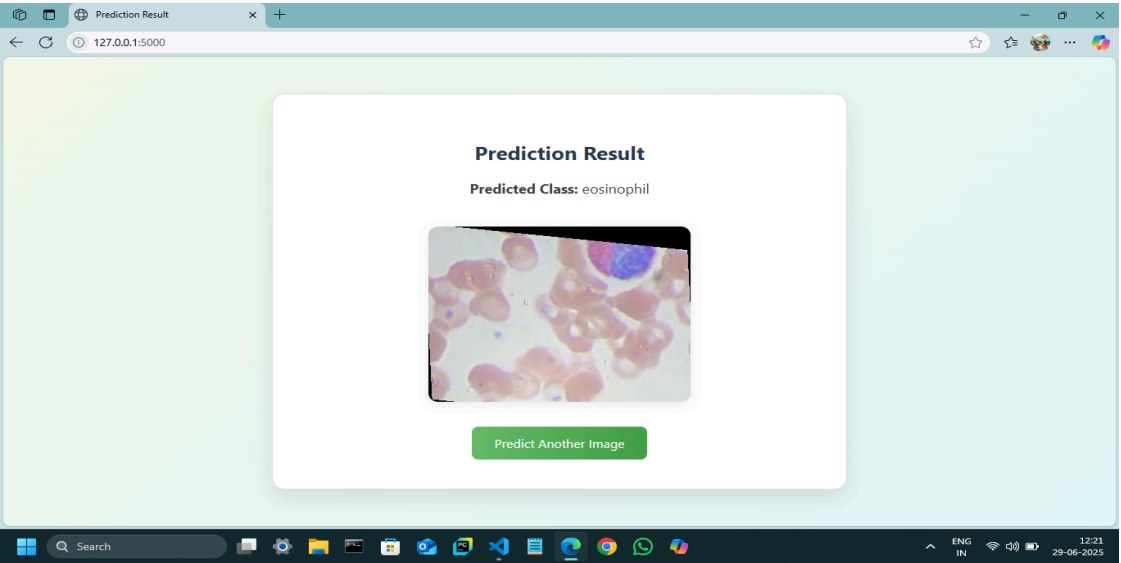 Prediction Result
127.0.0.1:5000
Prediction Result
Predicted Class: eosinophil
Predict Another Image
Search
ENG
IN
12:21
29-06-2025